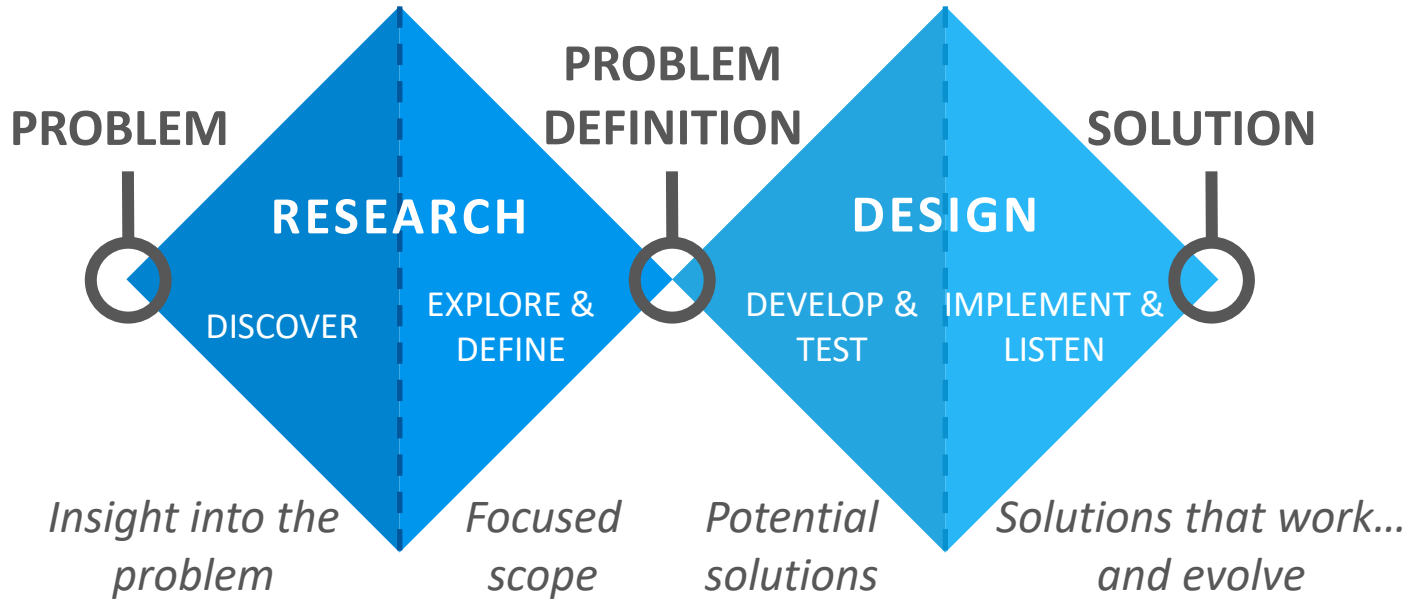 PROBLEM
PROBLEM
DEFINITION
SOLUTION
RESEARCH
DESIGN
DISCOVER
EXPLORE &
DEFINE
DEVELOP &
TEST
IMPLEMENT &
LISTEN
Insight into the
problem
Focused
scope
Potential
solutions
Solutions that work…
and evolve